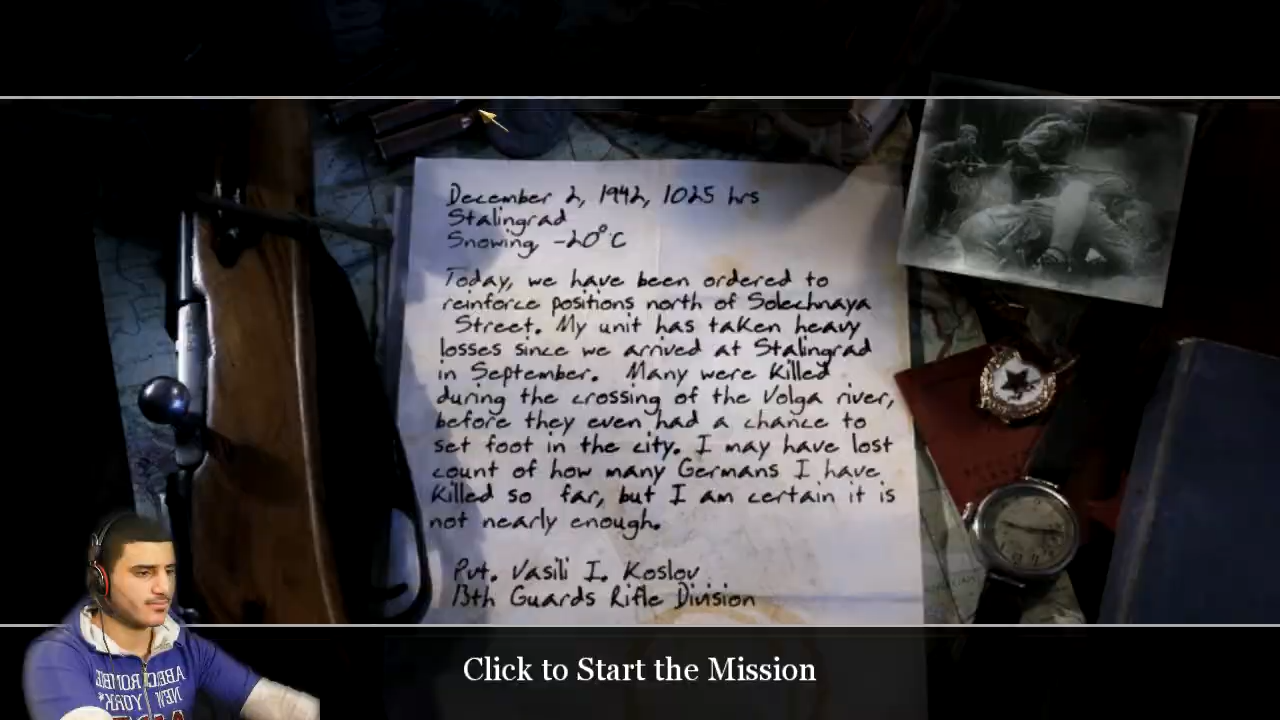 December 2, 1942, 1025 hrs
Stalingrad
Snowing, -20°C
Today, we have been ordered to
reinforce positions north of Solechnaya
Street. My unit has taken heavy
losses since we arrived at Stalingrad
in September. Many were killed
during the crossing of the Volga river,
before they even had a chance to
set foot in the city. I may have lost
count of how many Germans I have
killed so far, but I am certain it is
not nearly enough.
Pvt. Vasili I. Koslov
13th Guards Rifle Division
Click to Start the Mission
NEW
YORK